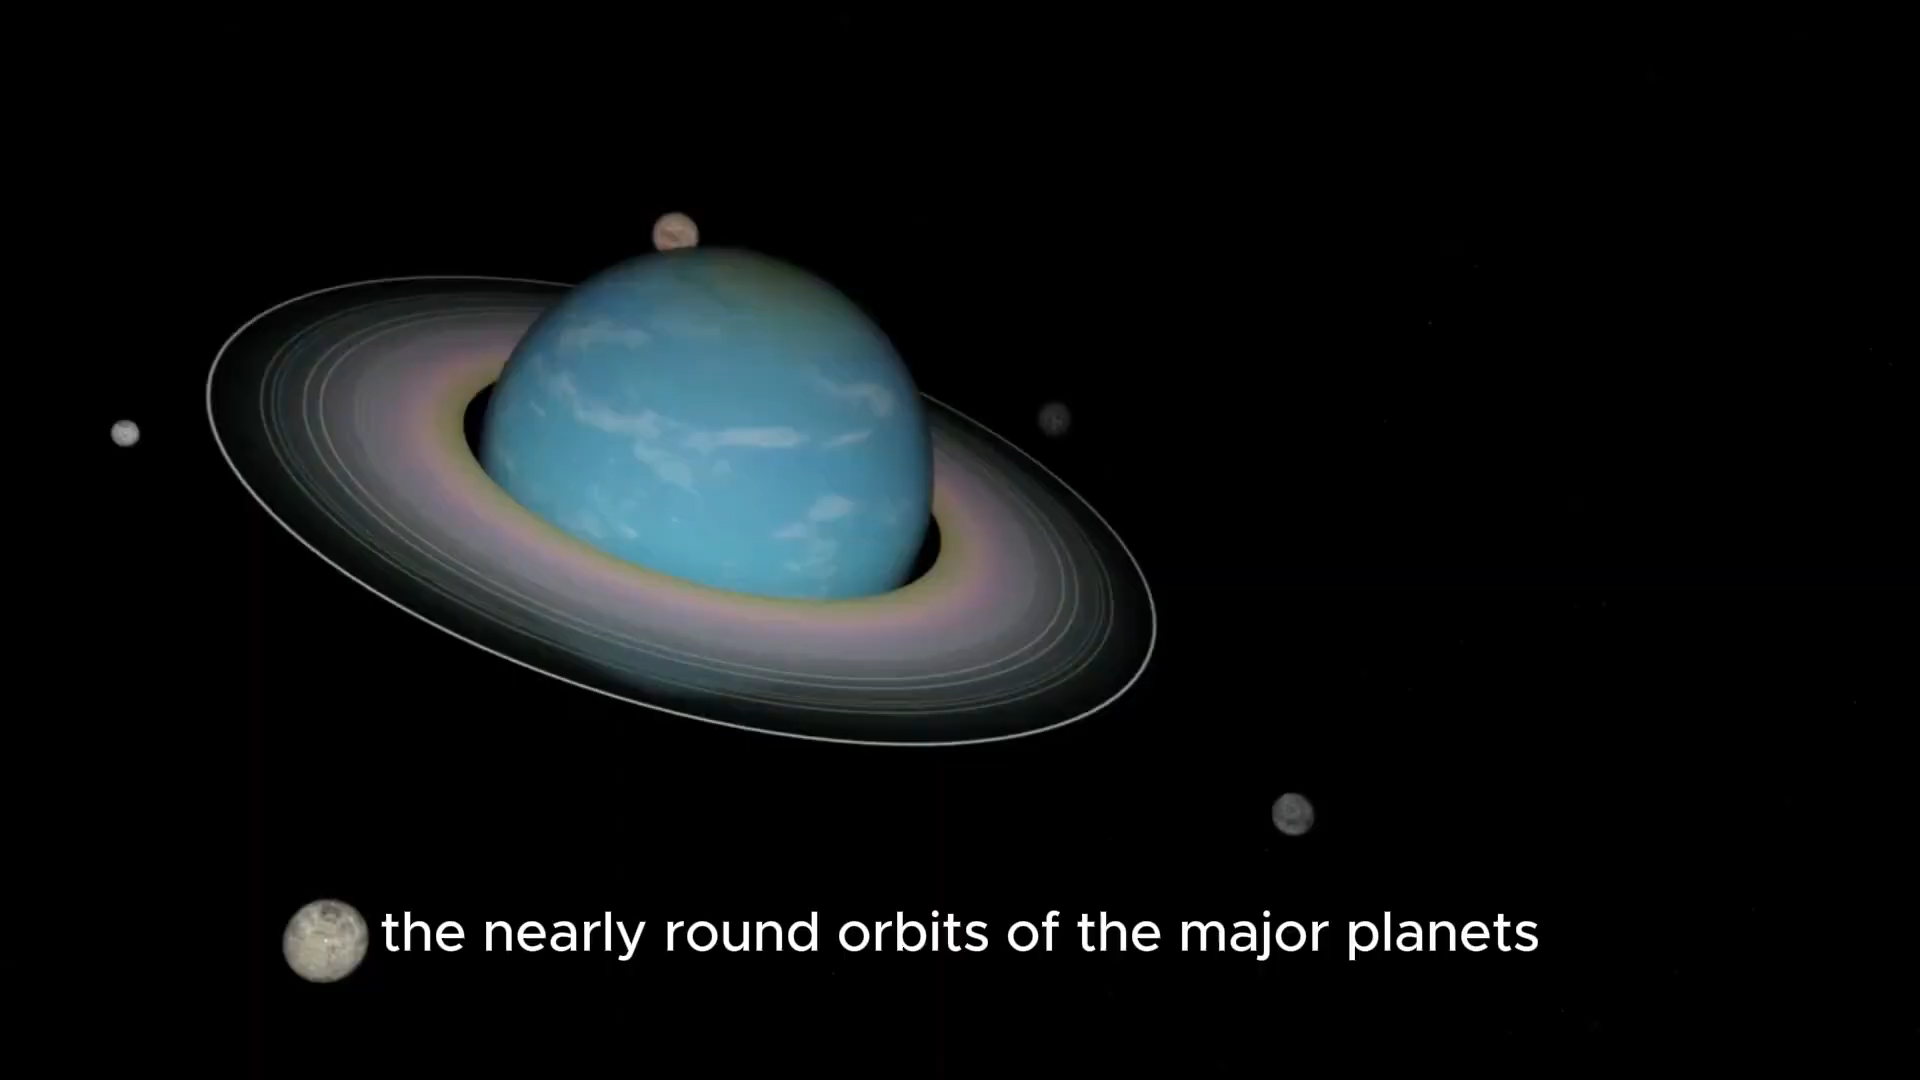 the nearly round orbits of the major planets